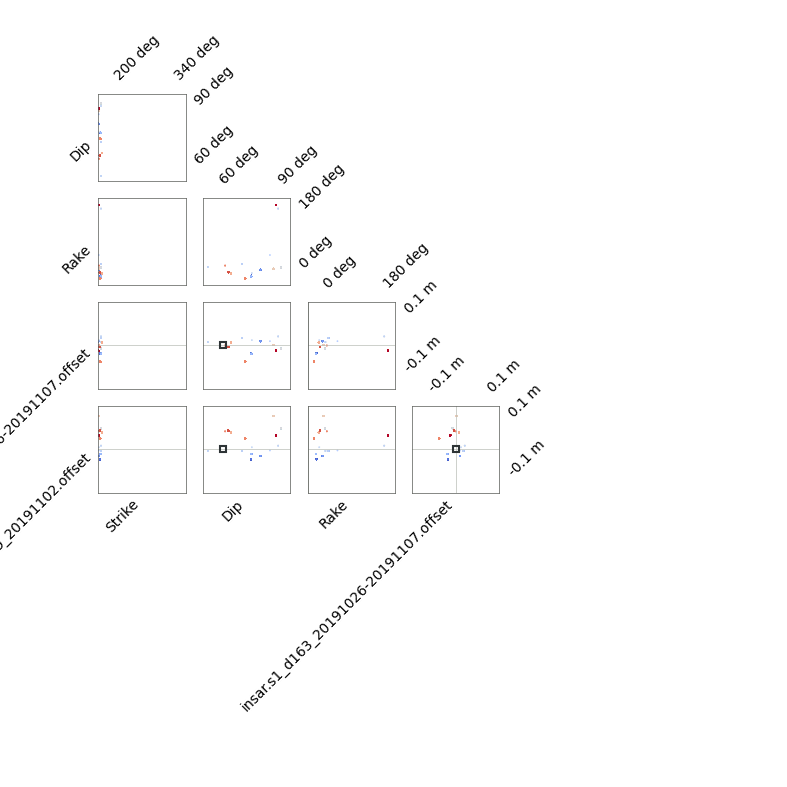 200 deg
340 deg
90 deg
Dip
60 deg
60 deg
90 deg
180 deg
Rake
0 deg
0 deg
180 deg
0.1 m
-20191107.offset
-0.1 m
-0.1 m
0.1 m
0.1 m
_20191102.offset
-0.1 m
Strike
Dip
Rake
insar.s1_d163_20191026-20191107.offset